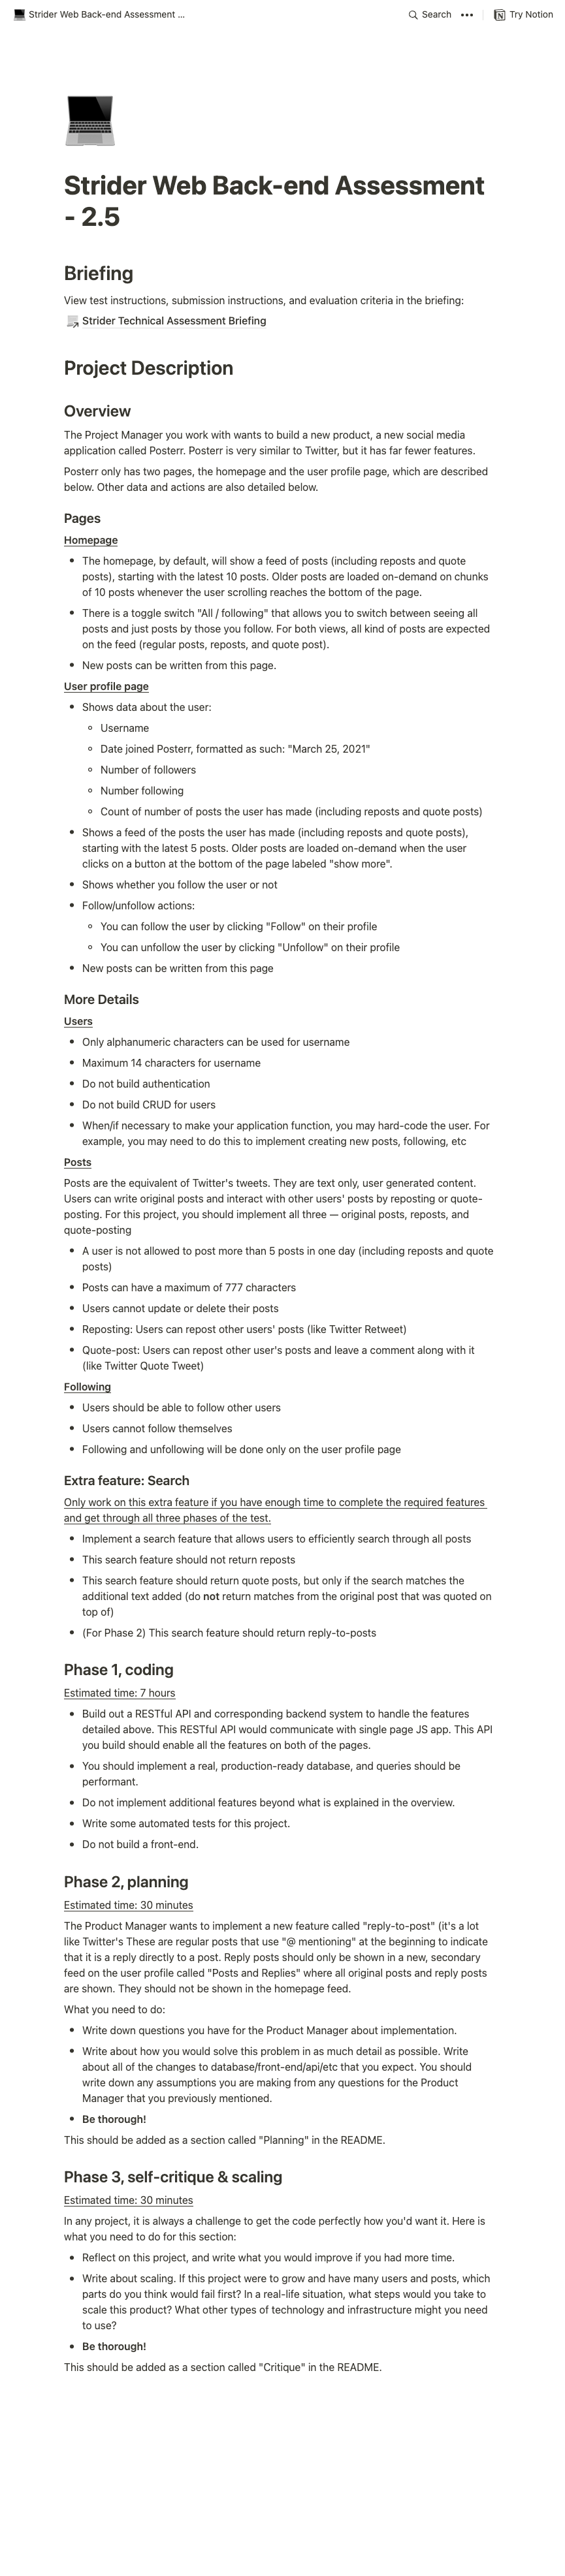 Strider Web Back-end Assessment ...
Search
•••
Try Notion
Strider Web Back-end Assessment
- 2.5
Briefing
View test instructions, submission instructions, and evaluation criteria in the briefing:
Strider Technical Assessment Briefing
Project Description
Overview
The Project Manager you work with wants to build a new product, a new social media
application called Posterr. Posterr is very similar to Twitter, but it has far fewer features.
Posterr only has two pages, the homepage and the user profile page, which are described
below. Other data and actions are also detailed below.
Pages
Homepage
• The homepage, by default, will show a feed of posts (including reposts and quote
posts), starting with the latest 10 posts. Older posts are loaded on-demand on chunks
of 10 posts whenever the user scrolling reaches the bottom of the page.
• There is a toggle switch "All / following" that allows you to switch between seeing all
posts and just posts by those you follow. For both views, all kind of posts are expected
on the feed (regular posts, reposts, and quote post).
• New posts can be written from this page.
User profile page
• Shows data about the user:
◦ Username
◦ Date joined Posterr, formatted as such: "March 25, 2021"
◦ Number of followers
◦ Number following
◦ Count of number of posts the user has made (including reposts and quote posts)
• Shows a feed of the posts the user has made (including reposts and quote posts),
starting with the latest 5 posts. Older posts are loaded on-demand when the user
clicks on a button at the bottom of the page labeled "show more".
• Shows whether you follow the user or not
• Follow/unfollow actions:
◦ You can follow the user by clicking "Follow" on their profile
◦ You can unfollow the user by clicking "Unfollow" on their profile
• New posts can be written from this page
More Details
Users
• Only alphanumeric characters can be used for username
• Maximum 14 characters for username
• Do not build authentication
• Do not build CRUD for users
• When/if necessary to make your application function, you may hard-code the user. For
example, you may need to do this to implement creating new posts, following, etc
Posts
Posts are the equivalent of Twitter's tweets. They are text only, user generated content.
Users can write original posts and interact with other users' posts by reposting or quote-
posting. For this project, you should implement all three — original posts, reposts, and
quote-posting
• A user is not allowed to post more than 5 posts in one day (including reposts and quote
posts)
• Posts can have a maximum of 777 characters
• Users cannot update or delete their posts
• Reposting: Users can repost other users' posts (like Twitter Retweet)
• Quote-post: Users can repost other user's posts and leave a comment along with it
(like Twitter Quote Tweet)
Following
• Users should be able to follow other users
• Users cannot follow themselves
• Following and unfollowing will be done only on the user profile page
Extra feature: Search
Only work on this extra feature if you have enough time to complete the required features
and get through all three phases of the test.
• Implement a search feature that allows users to efficiently search through all posts
• This search feature should not return reposts
• This search feature should return quote posts, but only if the search matches the
additional text added (do not return matches from the original post that was quoted on
top of)
• (For Phase 2) This search feature should return reply-to-posts
Phase 1, coding
Estimated time: 7 hours
• Build out a RESTful API and corresponding backend system to handle the features
detailed above. This RESTful API would communicate with single page JS app. This API
you build should enable all the features on both of the pages.
• You should implement a real, production-ready database, and queries should be
performant.
• Do not implement additional features beyond what is explained in the overview.
• Write some automated tests for this project.
• Do not build a front-end.
Phase 2, planning
Estimated time: 30 minutes
The Product Manager wants to implement a new feature called "reply-to-post" (it's a lot
like Twitter's These are regular posts that use "@ mentioning" at the beginning to indicate
that it is a reply directly to a post. Reply posts should only be shown in a new, secondary
feed on the user profile called "Posts and Replies" where all original posts and reply posts
are shown. They should not be shown in the homepage feed.
What you need to do:
• Write down questions you have for the Product Manager about implementation.
• Write about how you would solve this problem in as much detail as possible. Write
about all of the changes to database/front-end/api/etc that you expect. You should
write down any assumptions you are making from any questions for the Product
Manager that you previously mentioned.
• Be thorough!
This should be added as a section called "Planning" in the README.
Phase 3, self-critique & scaling
Estimated time: 30 minutes
In any project, it is always a challenge to get the code perfectly how you'd want it. Here is
what you need to do for this section:
• Reflect on this project, and write what you would improve if you had more time.
• Write about scaling. If this project were to grow and have many users and posts, which
parts do you think would fail first? In a real-life situation, what steps would you take to
scale this product? What other types of technology and infrastructure might you need
to use?
• Be thorough!
This should be added as a section called "Critique" in the README.